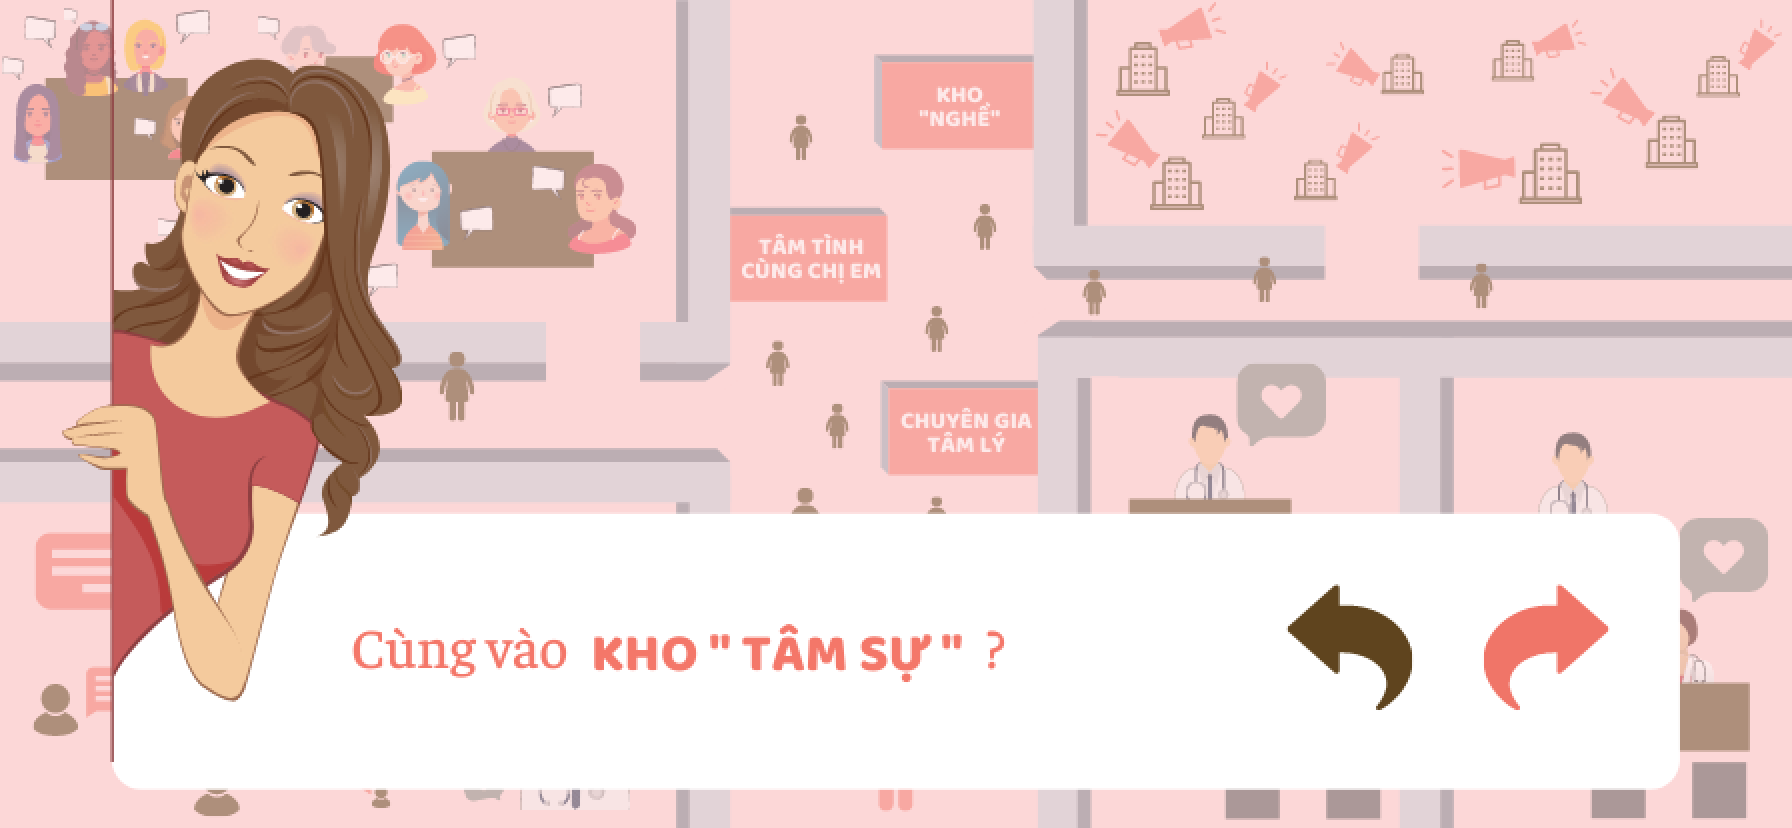 KHO
"NGHỀ"
TÂM TÌNH
CÙNG CHỊ EM
CHUYÊN GIA
TÂM LÝ
Cùng vào KHO " TÂM SỰ " ?